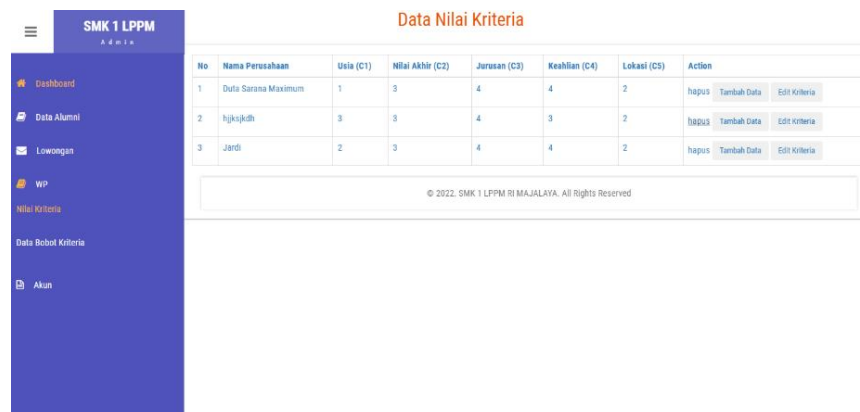 SMK 1 LPPM
Admin
Dashboard
Data Alumni
Lowongan
WP
Nilai Kriteria
Data Bobot Kriteria
Akun
Data Nilai Kriteria
No Nama Perusahaan Usia (C1) Nilai Akhir (C2) Jurusan (C3) Keahlian (C4) Lokasi (C5) Action
1 Duta Sarana Maximum 1 3 4 4 2 hapus Tambah Data Edit Kriteria
2 hjjksjkdh 3 3 4 3 2 hapus Tambah Data Edit Kriteria
3 Jardi 2 3 4 4 2 hapus Tambah Data Edit Kriteria
© 2022. SMK 1 LPPM RI MAJALAYA. All Rights Reserved